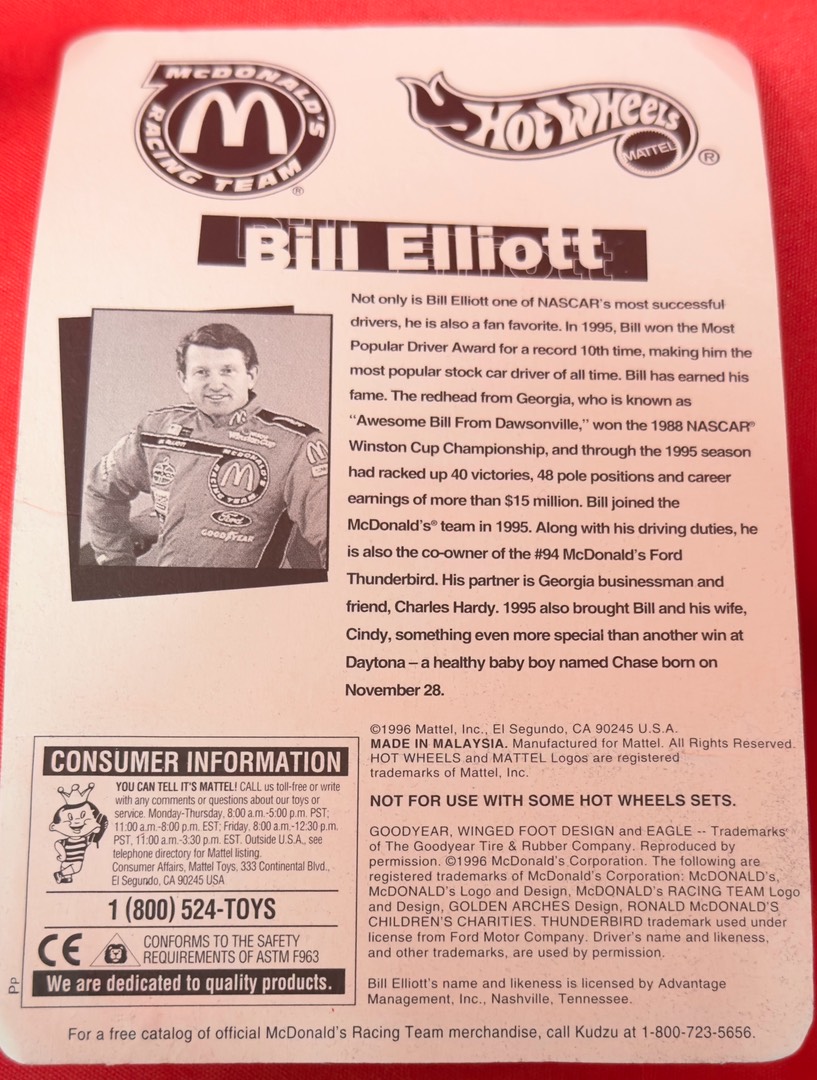 McDONALD'S
RACING TEAM
®
HOT WHEELS
MATTEL
®
Bill Elliott
Not only is Bill Elliott one of NASCAR's most successful
drivers, he is also a fan favorite. In 1995, Bill won the Most
Popular Driver Award for a record 10th time, making him the
most popular stock car driver of all time. Bill has earned his
fame. The redhead from Georgia, who is known as
"Awesome Bill From Dawsonville," won the 1988 NASCAR®
Winston Cup Championship, and through the 1995 season
had racked up 40 victories, 48 pole positions and career
earnings of more than $15 million. Bill joined the
McDonald's® team in 1995. Along with his driving duties, he
is also the co-owner of the #94 McDonald's Ford
Thunderbird. His partner is Georgia businessman and
friend, Charles Hardy. 1995 also brought Bill and his wife,
Cindy, something even more special than another win at
Daytona – a healthy baby boy named Chase born on
November 28.
BILL ELLIOTT
McDONALD'S
RACING TEAM
Ford
GOODYEAR
CONSUMER INFORMATION
YOU CAN TELL IT'S MATTEL! CALL us toll-free or write
with any comments or questions about our toys or
service. Monday-Thursday, 8:00 a.m.-5:00 p.m. PST;
11:00 a.m.-8:00 p.m. EST; Friday, 8:00 a.m.-12:30 p.m.
PST, 11:00 a.m.-3:30 p.m. EST. Outside U.S.A., see
telephone directory for Mattel listing.
Consumer Affairs, Mattel Toys, 333 Continental Blvd.,
El Segundo, CA 90245 USA
1 (800) 524-TOYS
CE
CONFORMS TO THE SAFETY
REQUIREMENTS OF ASTM F963
We are dedicated to quality products.
Pp
©1996 Mattel, Inc., El Segundo, CA 90245 U.S.A.
MADE IN MALAYSIA. Manufactured for Mattel. All Rights Reserved.
HOT WHEELS and MATTEL Logos are registered
trademarks of Mattel, Inc.
NOT FOR USE WITH SOME HOT WHEELS SETS.
GOODYEAR, WINGED FOOT DESIGN and EAGLE -- Trademarks
of The Goodyear Tire & Rubber Company. Reproduced by
permission. ©1996 McDonald's Corporation. The following are
registered trademarks of McDonald's Corporation: McDONALD's,
McDONALD's Logo and Design, McDONALD's RACING TEAM Logo
and Design, GOLDEN ARCHES Design, RONALD McDONALD'S
CHILDREN'S CHARITIES. THUNDERBIRD trademark used under
license from Ford Motor Company. Driver's name and likeness,
and other trademarks, are used by permission.
Bill Elliott's name and likeness is licensed by Advantage
Management, Inc., Nashville, Tennessee.
For a free catalog of official McDonald's Racing Team merchandise, call Kudzu at 1-800-723-5656.